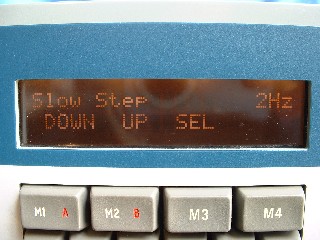 Slow Step 2Hz
DOWN UP SEL
M1 A M2 B M3 M4